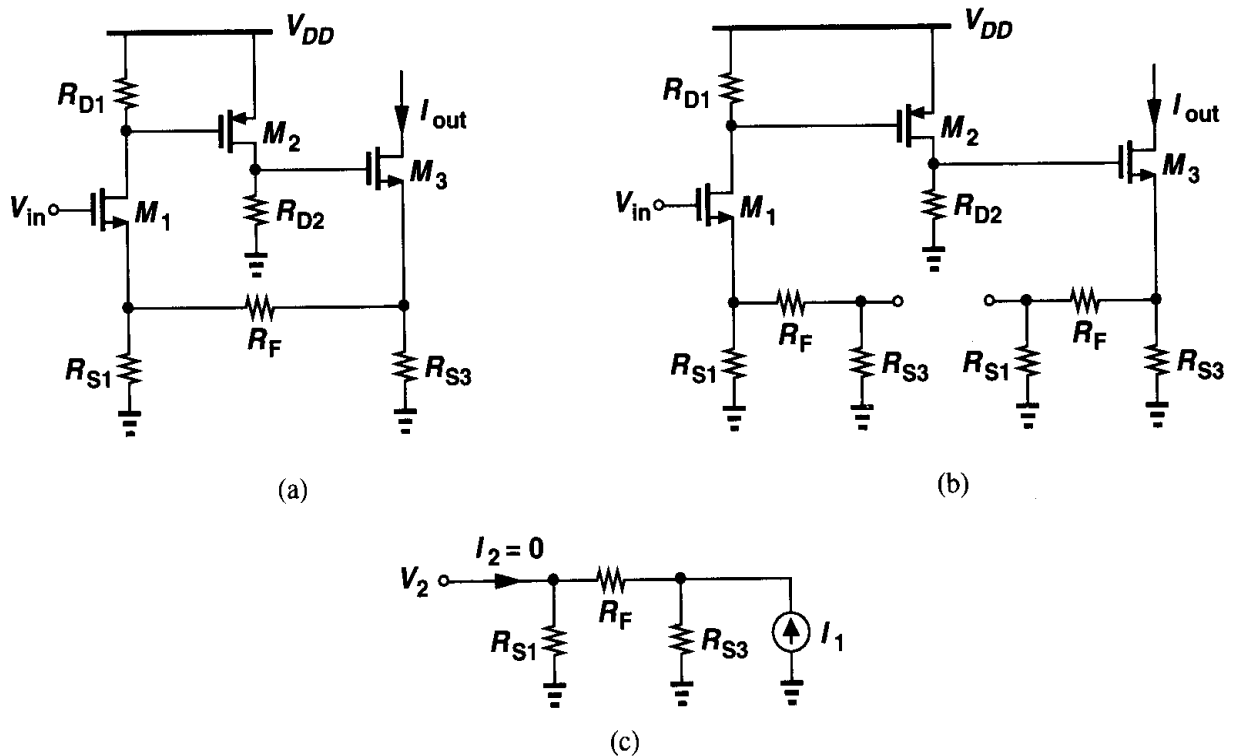 V_DD
R_D1
M_2
I_out
M_3
V_in
M_1
R_D2
R_F
R_S1
R_S3
(a)
V_DD
R_D1
M_2
I_out
M_3
V_in
M_1
R_D2
R_F
R_S1
R_S3
R_F
R_S1
R_S3
(b)
I_2 = 0
V_2
R_F
R_S1
R_S3
I_1
(c)